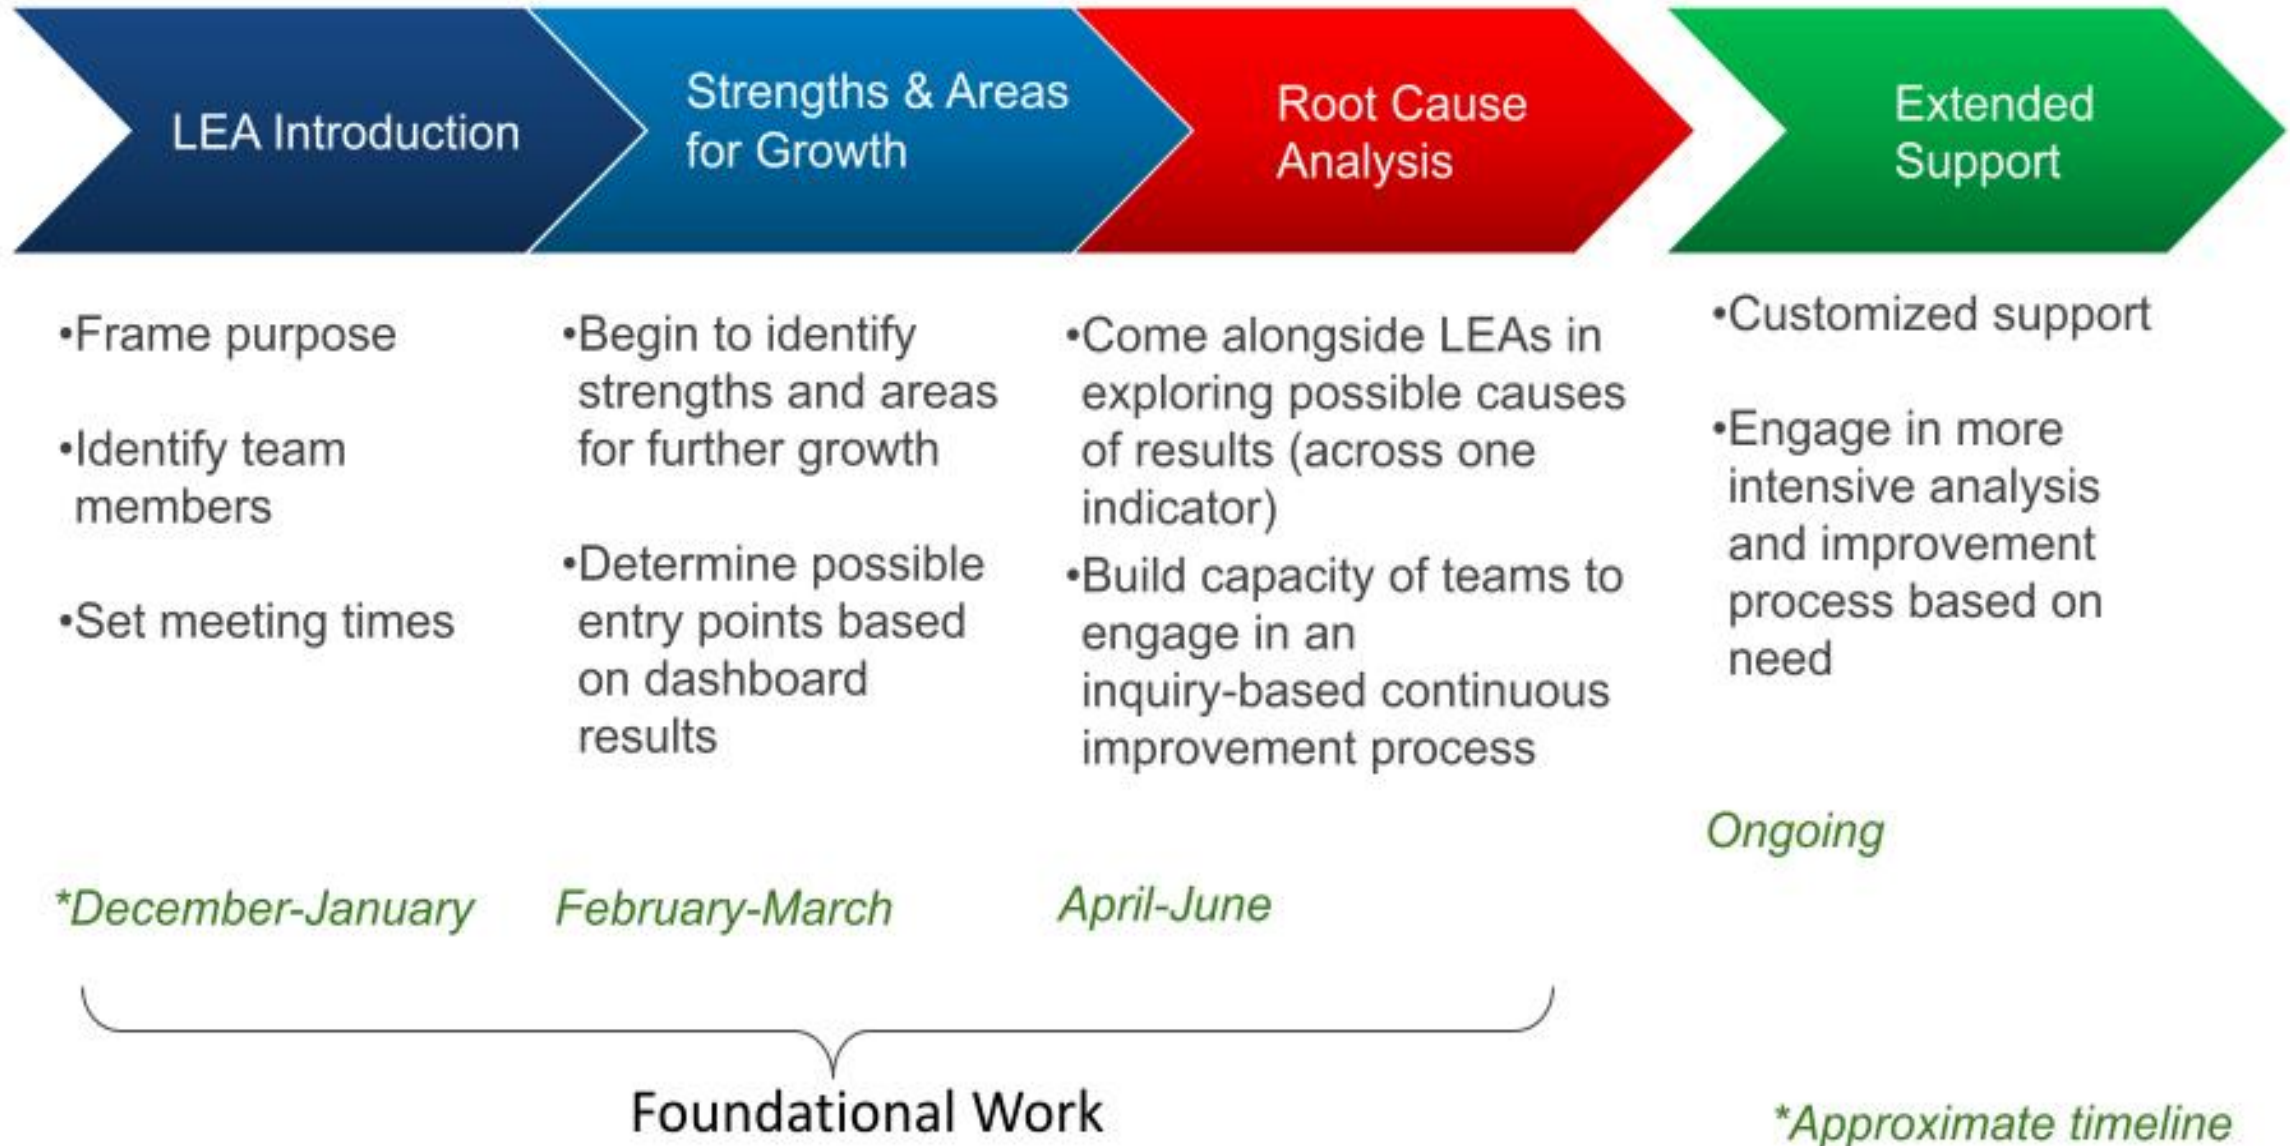 LEA Introduction
Strengths & Areas
for Growth
Root Cause
Analysis
Extended
Support
•Frame purpose
•Identify team
members
•Set meeting times
*December-January
•Begin to identify
strengths and areas
for further growth
•Determine possible
entry points based
on dashboard
results
February-March
•Come alongside LEAs in
exploring possible causes
of results (across one
indicator)
•Build capacity of teams to
engage in an
inquiry-based continuous
improvement process
April-June
•Customized support
•Engage in more
intensive analysis
and improvement
process based on
need
Ongoing
Foundational Work
*Approximate timeline